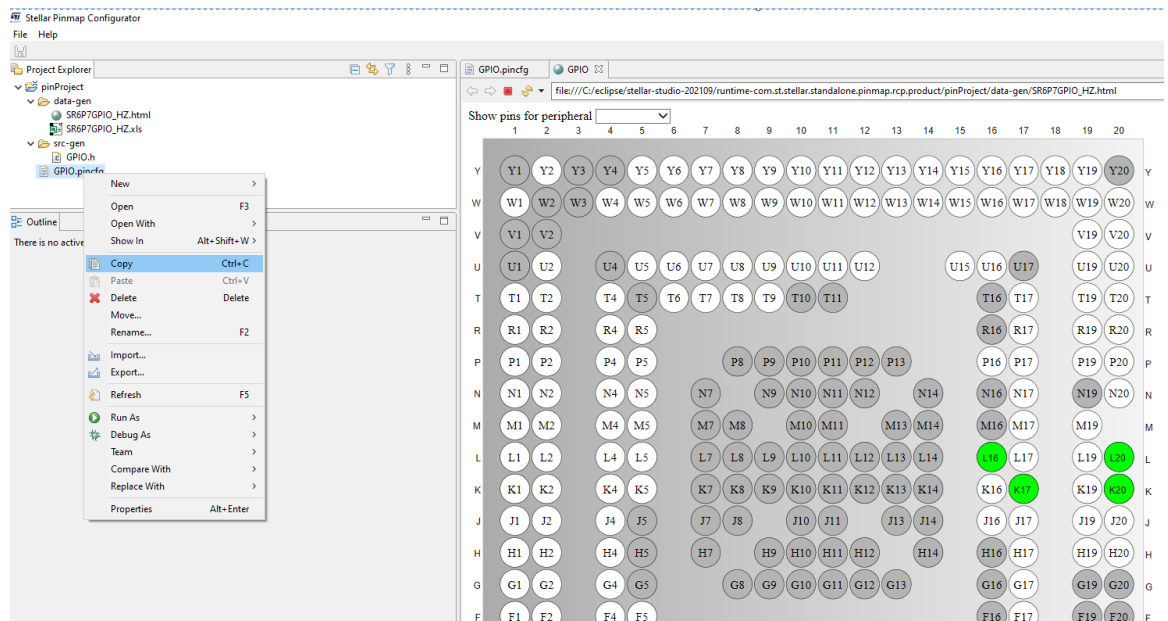 Stellar Pinmap Configurator
File Help
Project Explorer
pinProject
data-gen
SR6P7GPIO_HZ.html
SR6P7GPIO_HZ.xls
src-gen
GPIO.h
GPIO.pincfg
New
Open F3
Open With
Show In Alt+Shift+W
Copy Ctrl+C
Paste Ctrl+V
Delete Delete
Move...
Rename... F2
Import...
Export...
Refresh F5
Run As
Debug As
Team
Compare With
Replace With
Properties Alt+Enter
Outline
There is no active
GPIO.pincfg GPIO
file:///C:/eclipse/stellar-studio-202109/runtime-com.st.stellar.standalone.pinmap.rcp.product/pinProject/data-gen/SR6P7GPIO_HZ.html
Show pins for peripheral
1 2 3 4 5 6 7 8 9 10 11 12 13 14 15 16 17 18 19 20
Y Y1 Y2 Y3 Y4 Y5 Y6 Y7 Y8 Y9 Y10 Y11 Y12 Y13 Y14 Y15 Y16 Y17 Y18 Y19 Y20 Y
W W1 W2 W3 W4 W5 W6 W7 W8 W9 W10 W11 W12 W13 W14 W15 W16 W17 W18 W19 W20 W
V V1 V2 V19 V20 V
U U1 U2 U4 U5 U6 U7 U8 U9 U10 U11 U12 U15 U16 U17 U19 U20 U
T T1 T2 T4 T5 T6 T7 T8 T9 T10 T11 T16 T17 T19 T20 T
R R1 R2 R4 R5 R16 R17 R19 R20 R
P P1 P2 P4 P5 P8 P9 P10 P11 P12 P13 P16 P17 P19 P20 P
N N1 N2 N4 N5 N7 N9 N10 N11 N12 N14 N16 N17 N19 N20 N
M M1 M2 M4 M5 M7 M8 M10 M11 M13 M14 M16 M17 M19 M
L L1 L2 L4 L5 L7 L8 L9 L10 L11 L12 L13 L14 L16 L17 L19 L20 L
K K1 K2 K4 K5 K7 K8 K9 K10 K11 K12 K13 K14 K16 K17 K19 K20 K
J J1 J2 J4 J5 J7 J8 J10 J11 J13 J14 J16 J17 J19 J20 J
H H1 H2 H4 H5 H7 H9 H10 H11 H12 H14 H16 H17 H19 H20 H
G G1 G2 G4 G5 G8 G9 G10 G11 G12 G13 G16 G17 G19 G20 G
F F1 F2 F4 F5 F16 F17 F19 F20 F